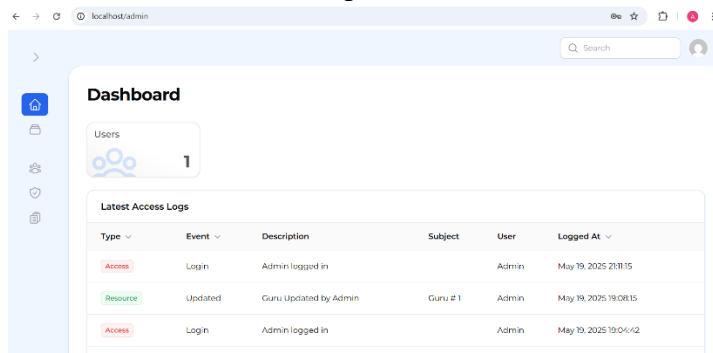 localhost/admin
A
Search
Dashboard
Users
1
Latest Access Logs
Type Event Description Subject User Logged At
Access Login Admin logged in Admin May 19, 2025 21:11:15
Resource Updated Guru Updated by Admin Guru # 1 Admin May 19, 2025 19:08:15
Access Login Admin logged in Admin May 19, 2025 19:04:42